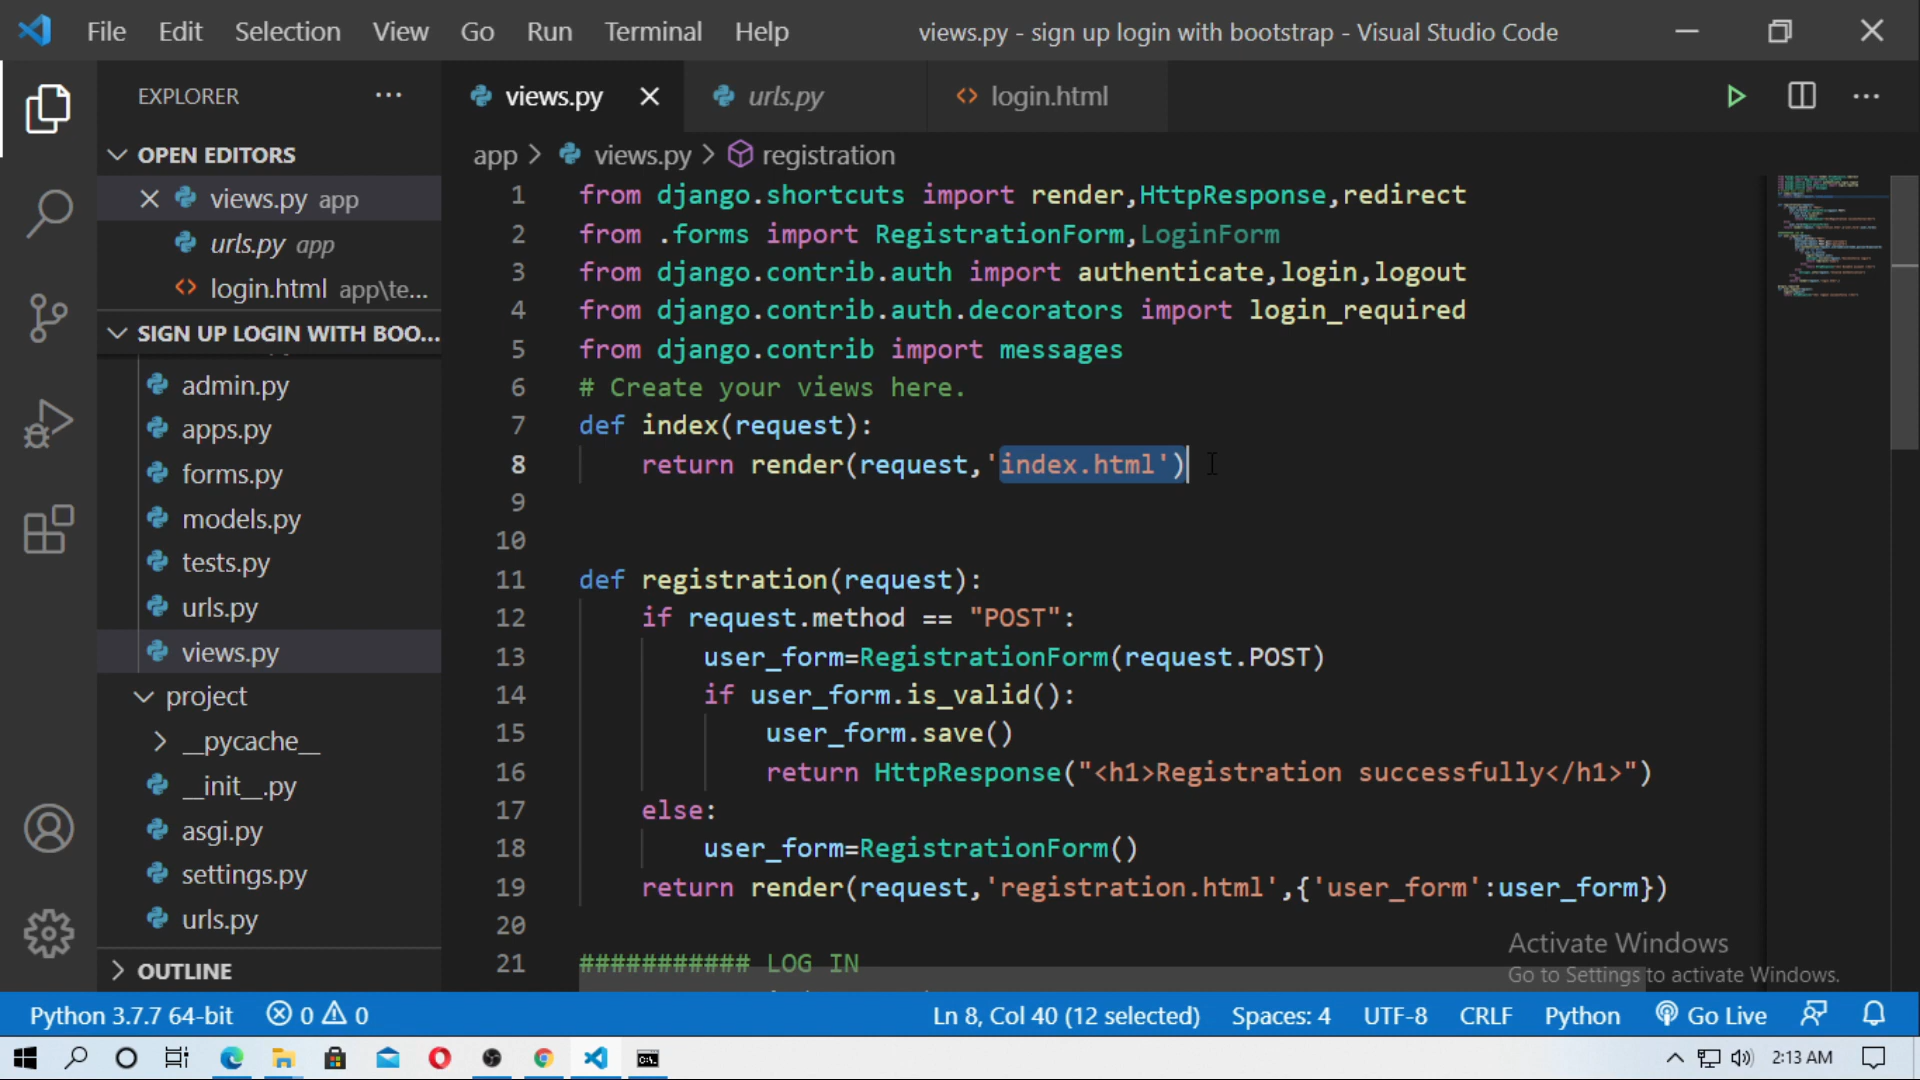 File Edit Selection View Go Run Terminal Help
views.py - sign up login with bootstrap - Visual Studio Code
EXPLORER ...
views.py
urls.py
login.html
OPEN EDITORS
views.py app
urls.py app
login.html app\te...
SIGN UP LOGIN WITH BOO...
admin.py
apps.py
forms.py
models.py
tests.py
urls.py
views.py
project
__pycache__
__init__.py
asgi.py
settings.py
urls.py
OUTLINE
app > views.py > registration
1 from django.shortcuts import render,HttpResponse,redirect
2 from .forms import RegistrationForm,LoginForm
3 from django.contrib.auth import authenticate,login,logout
4 from django.contrib.auth.decorators import login_required
5 from django.contrib import messages
6 # Create your views here.
7 def index(request):
8 return render(request,'index.html')
9
10
11 def registration(request):
12 if request.method == "POST":
13 user_form=RegistrationForm(request.POST)
14 if user_form.is_valid():
15 user_form.save()
16 return HttpResponse("<h1>Registration successfully</h1>")
17 else:
18 user_form=RegistrationForm()
19 return render(request,'registration.html',{'user_form':user_form})
20
21 ########### LOG IN
Activate Windows
Go to Settings to activate Windows.
Python 3.7.7 64-bit 0 0 Ln 8, Col 40 (12 selected) Spaces: 4 UTF-8 CRLF Python Go Live
2:13 AM